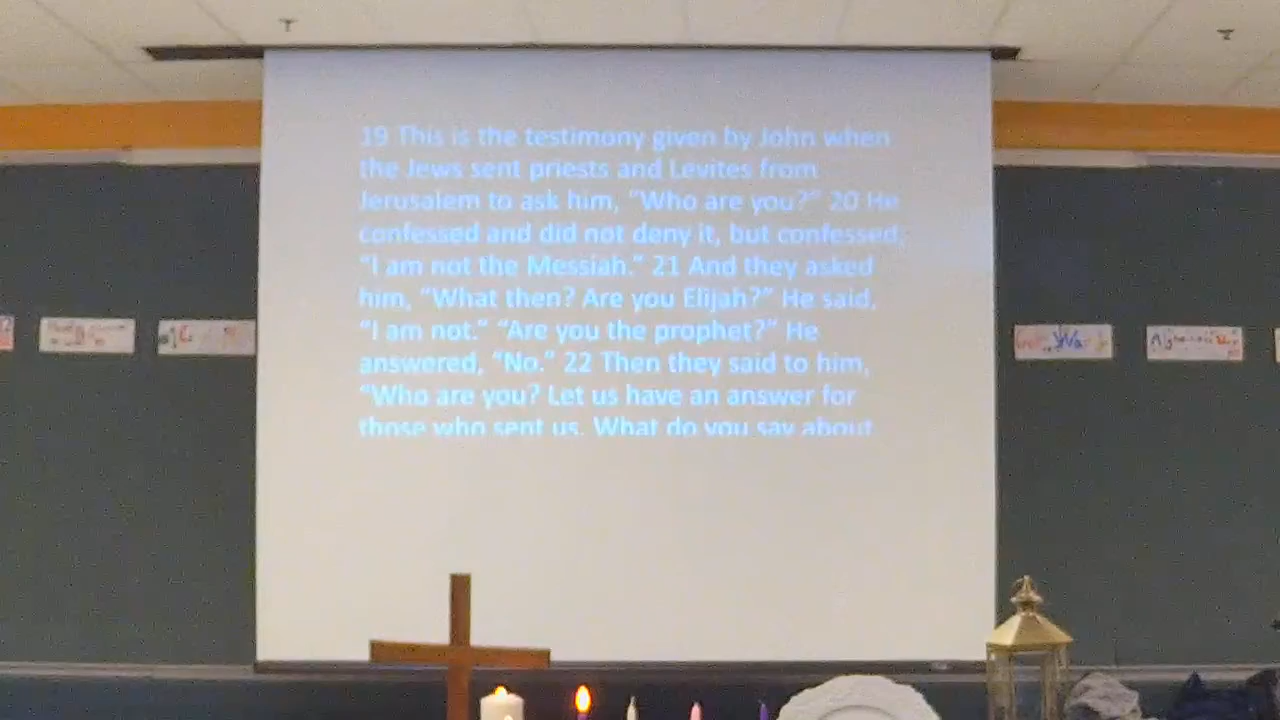 19 This is the testimony given by John when
the Jews sent priests and Levites from
Jerusalem to ask him, “Who are you?” 20 He
confessed and did not deny it, but confessed,
“I am not the Messiah.” 21 And they asked
him, “What then? Are you Elijah?” He said,
“I am not.” “Are you the prophet?” He
answered, “No.” 22 Then they said to him,
“Who are you? Let us have an answer for
those who sent us. What do you say about